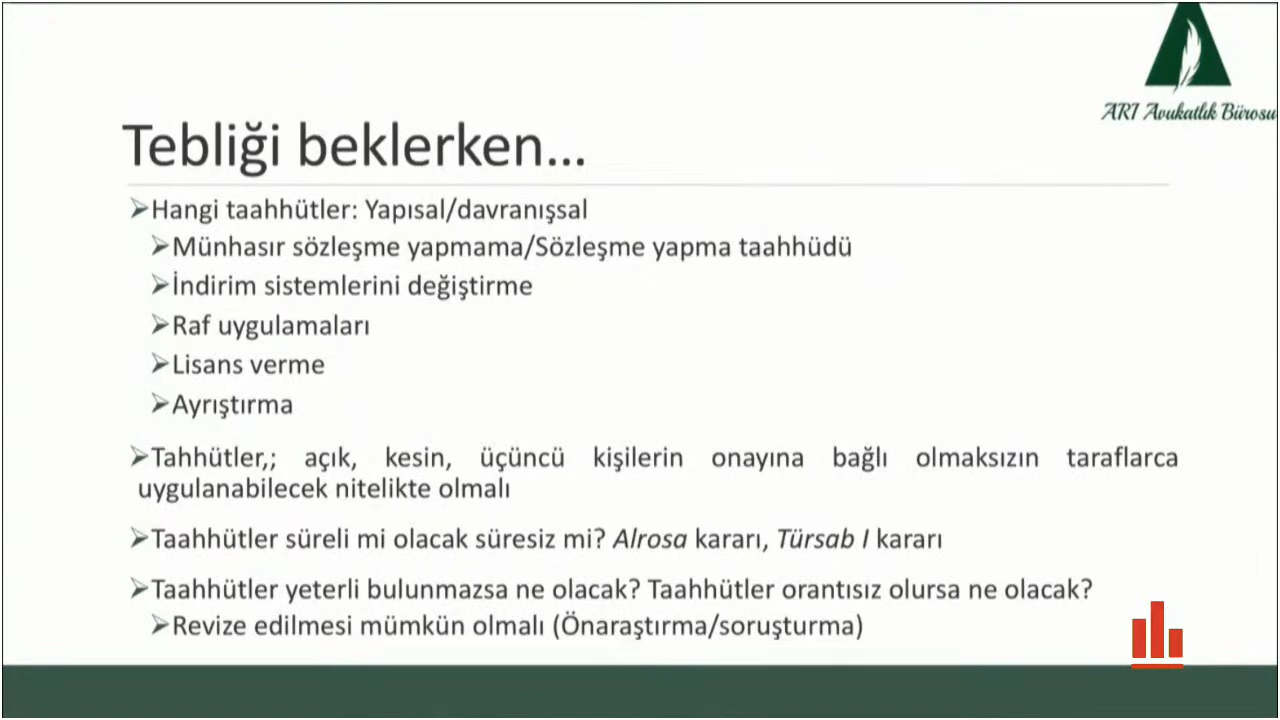 ARI Avukatlık Bürosu
Tebliği beklerken...
➢Hangi taahhütler: Yapısal/davranışsal
➢Münhasır sözleşme yapmama/Sözleşme yapma taahhüdü
➢İndirim sistemlerini değiştirme
➢Raf uygulamaları
➢Lisans verme
➢Ayrıştırma
➢Tahhütler,; açık, kesin, üçüncü kişilerin onayına bağlı olmaksızın taraflarca
uygulanabilecek nitelikte olmalı
➢Taahhütler süreli mi olacak süresiz mi? Alrosa kararı, Türsab I kararı
➢Taahhütler yeterli bulunmazsa ne olacak? Taahhütler orantısız olursa ne olacak?
➢Revize edilmesi mümkün olmalı (Önaraştırma/soruşturma)